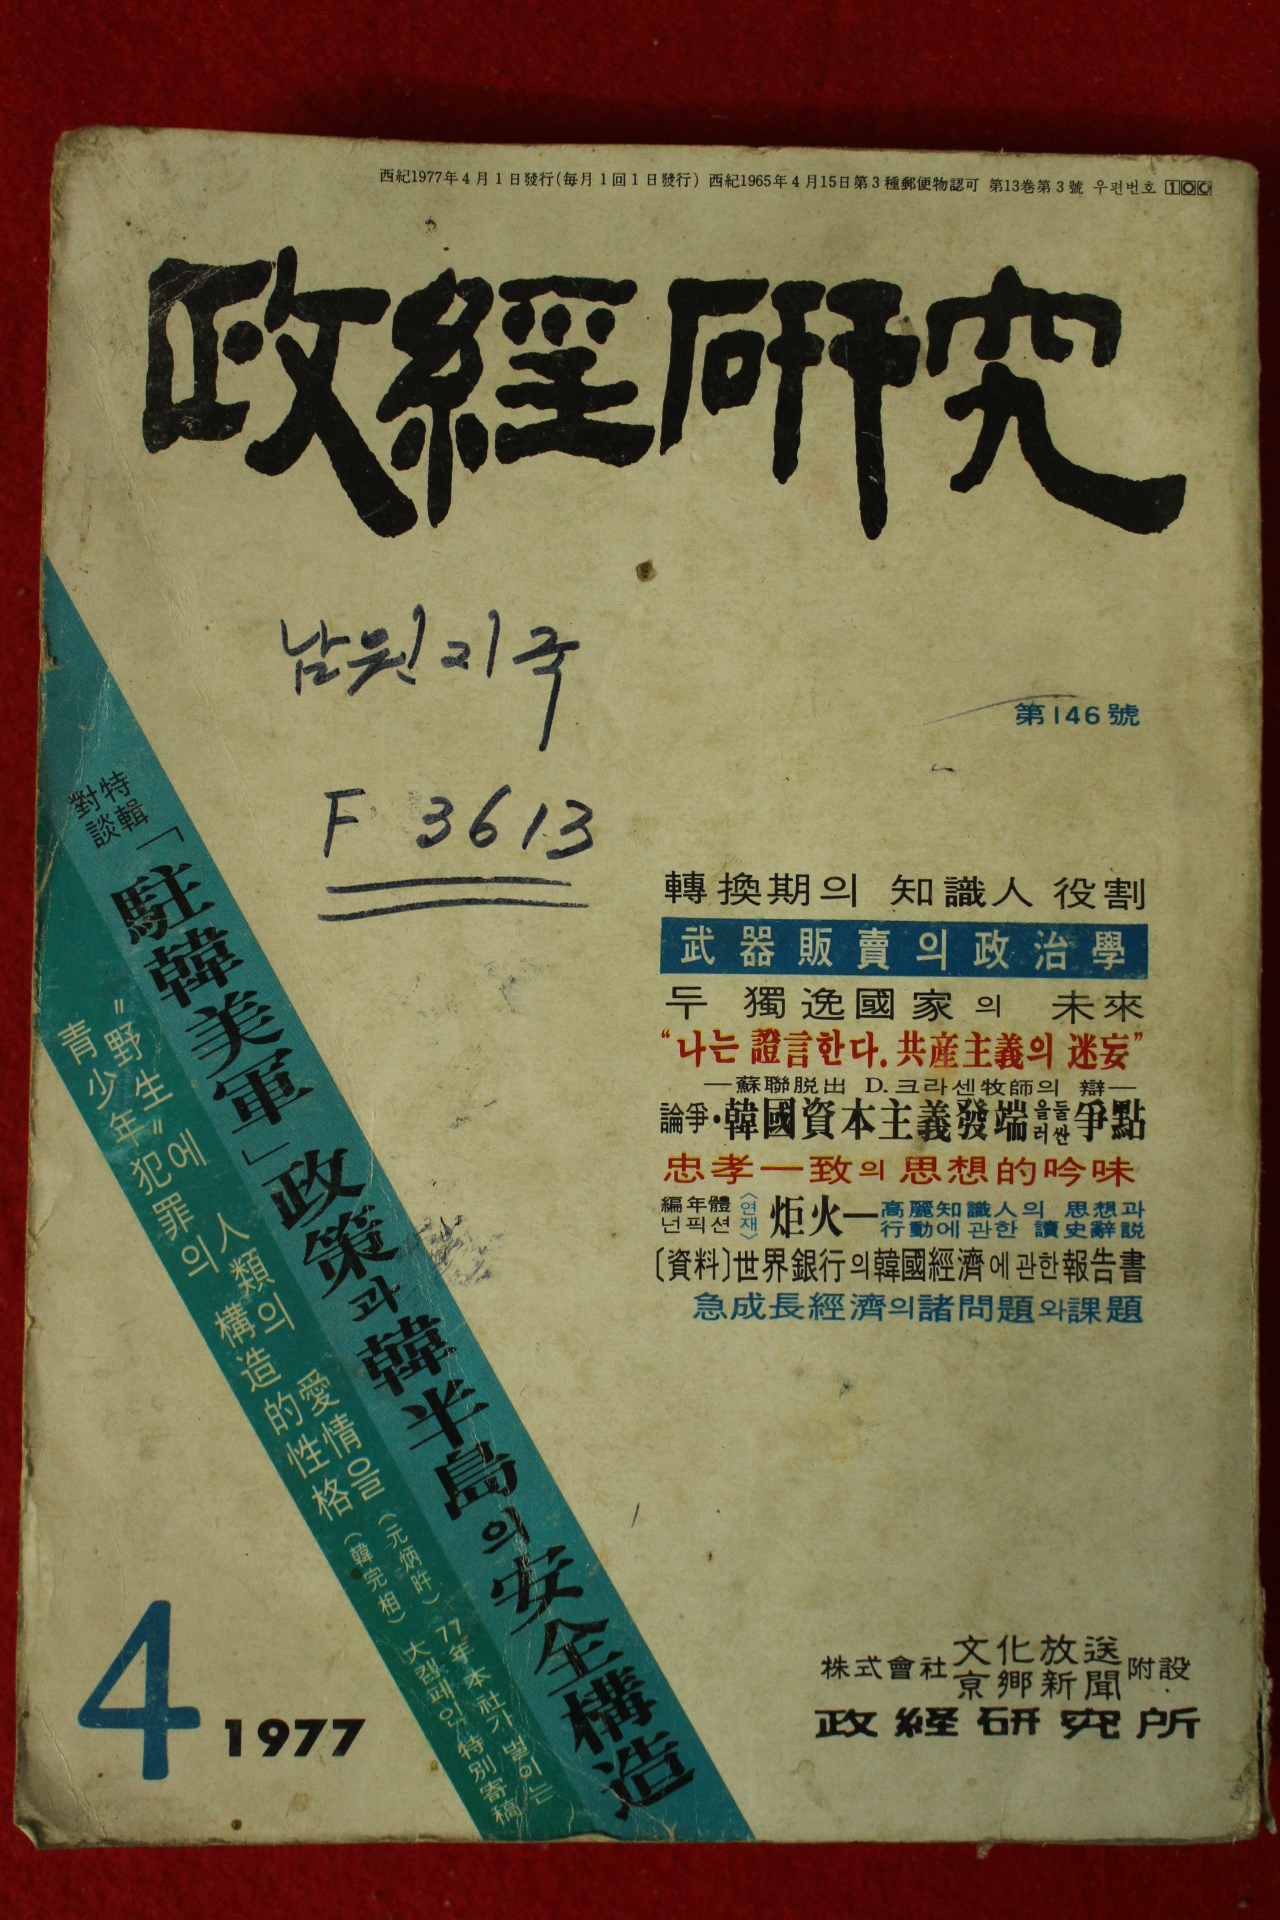 西紀1977年4月1日發行(每月1回1日發行) 西紀1965年4月15日第3種郵便物認可 第13巻第3號 우편번호 100
政經研究
남원지국
F 3613
第146號
特輯
對談
「駐韓美軍」政策과 韓半島의 安全構造
"野生"에 人類의 愛情을 (元炳旿)
青少年 犯罪의 構造的性格 (韓完相)
77年 本社가 벌이는
大캠페인 特別寄稿
轉換期의 知識人 役割
武器販賣의 政治學
두 獨逸國家의 未來
"나는 證言한다. 共産主義의 迷妄"
—蘇聯脱出 D.크라센牧師의 辯—
論爭·韓國資本主義發端을둘러싼爭點
忠孝一致의 思想的吟味
編年體넌픽션 〈연재〉 炬火—高麗知識人의 思想과 行動에 관한 讀史辭説
〔資料〕世界銀行의 韓國經濟에 관한 報告書
急成長經濟의 諸問題와 課題
4
1977
株式會社 文化放送 京鄕新聞 附設
政経研究所